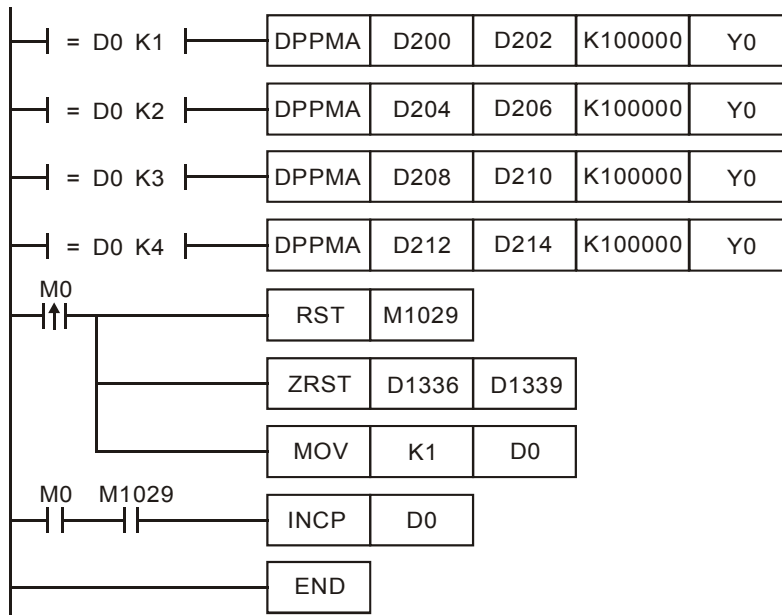 = D0 K1 DPPMA D200 D202 K100000 Y0
= D0 K2 DPPMA D204 D206 K100000 Y0
= D0 K3 DPPMA D208 D210 K100000 Y0
= D0 K4 DPPMA D212 D214 K100000 Y0
M0
RST M1029
ZRST D1336 D1339
MOV K1 D0
M0 M1029
INCP D0
END